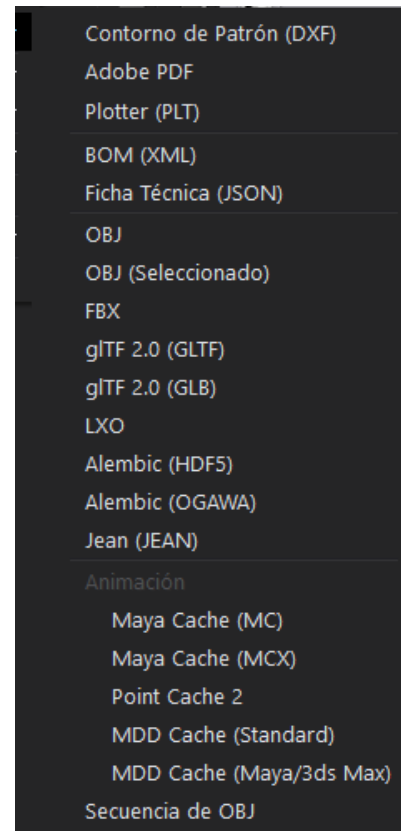 Contorno de Patrón (DXF)
Adobe PDF
Plotter (PLT)
BOM (XML)
Ficha Técnica (JSON)
OBJ
OBJ (Seleccionado)
FBX
glTF 2.0 (GLTF)
glTF 2.0 (GLB)
LXO
Alembic (HDF5)
Alembic (OGAWA)
Jean (JEAN)
Animación
Maya Cache (MC)
Maya Cache (MCX)
Point Cache 2
MDD Cache (Standard)
MDD Cache (Maya/3ds Max)
Secuencia de OBJ